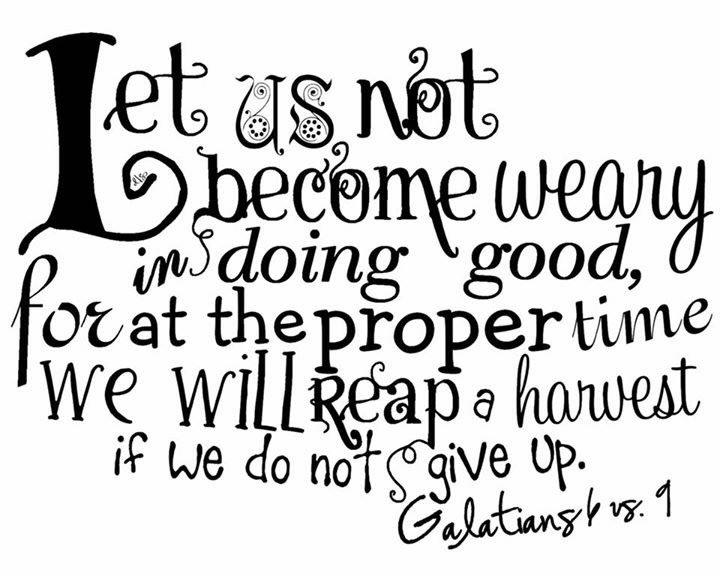 Let us not
become weary
in doing good,
for at the proper time
We Will Reap a harvest
if we do not give up.
Galatians 6 vs. 9